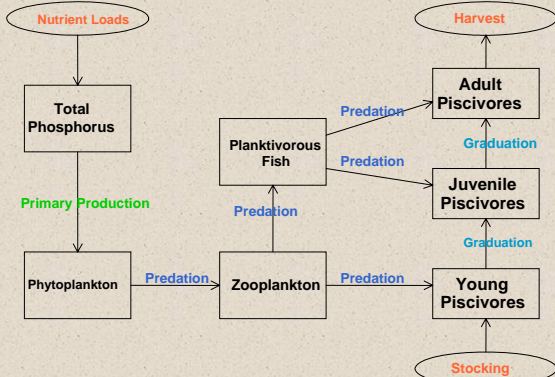 Nutrient Loads
Harvest
Total
Phosphorus
Adult
Piscivores
Predation
Planktivorous
Fish
Graduation
Predation
Juvenile
Piscivores
Primary Production
Predation
Graduation
Phytoplankton
Predation
Zooplankton
Predation
Young
Piscivores
Stocking